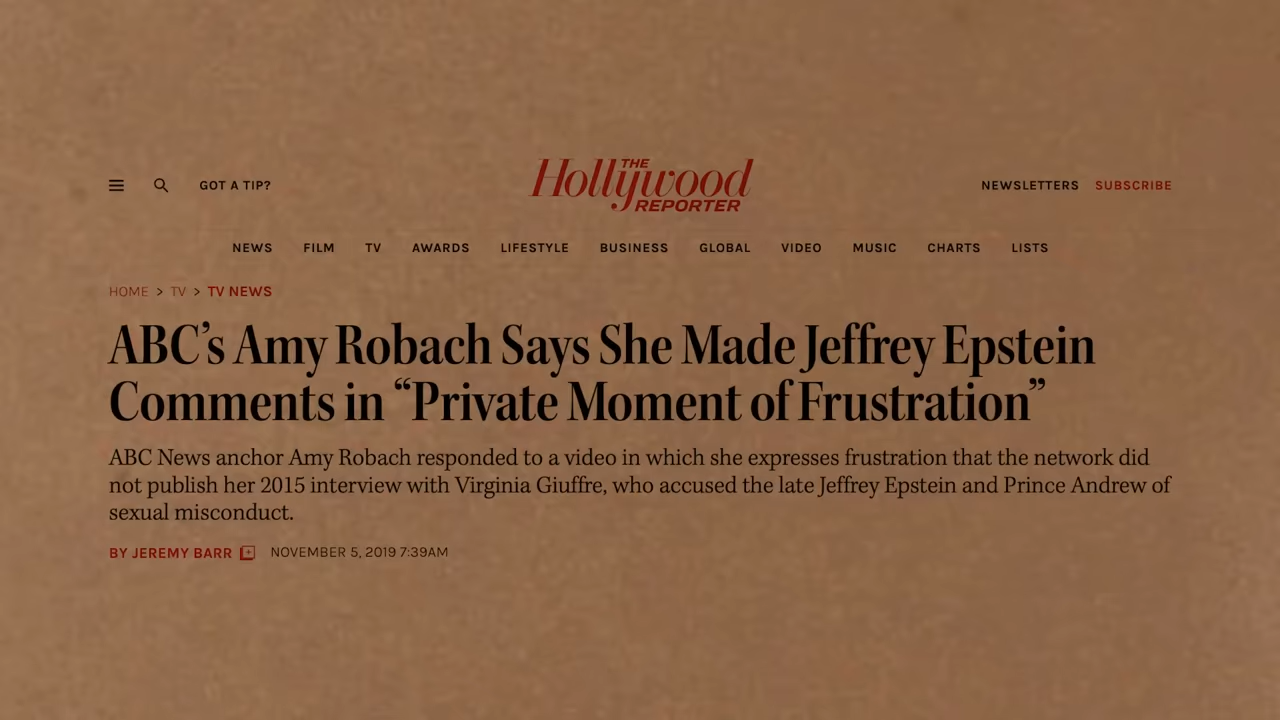 GOT A TIP?
THE
Hollywood
REPORTER
NEWSLETTERS SUBSCRIBE
NEWS FILM TV AWARDS LIFESTYLE BUSINESS GLOBAL VIDEO MUSIC CHARTS LISTS
HOME > TV > TV NEWS
ABC’s Amy Robach Says She Made Jeffrey Epstein
Comments in “Private Moment of Frustration”
ABC News anchor Amy Robach responded to a video in which she expresses frustration that the network did
not publish her 2015 interview with Virginia Giuffre, who accused the late Jeffrey Epstein and Prince Andrew of
sexual misconduct.
BY JEREMY BARR NOVEMBER 5, 2019 7:39AM